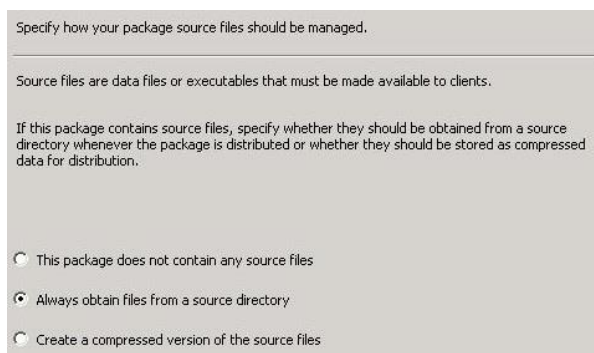 Specify how your package source files should be managed.
Source files are data files or executables that must be made available to clients.
If this package contains source files, specify whether they should be obtained from a source
directory whenever the package is distributed or whether they should be stored as compressed
data for distribution.
This package does not contain any source files
Always obtain files from a source directory
Create a compressed version of the source files